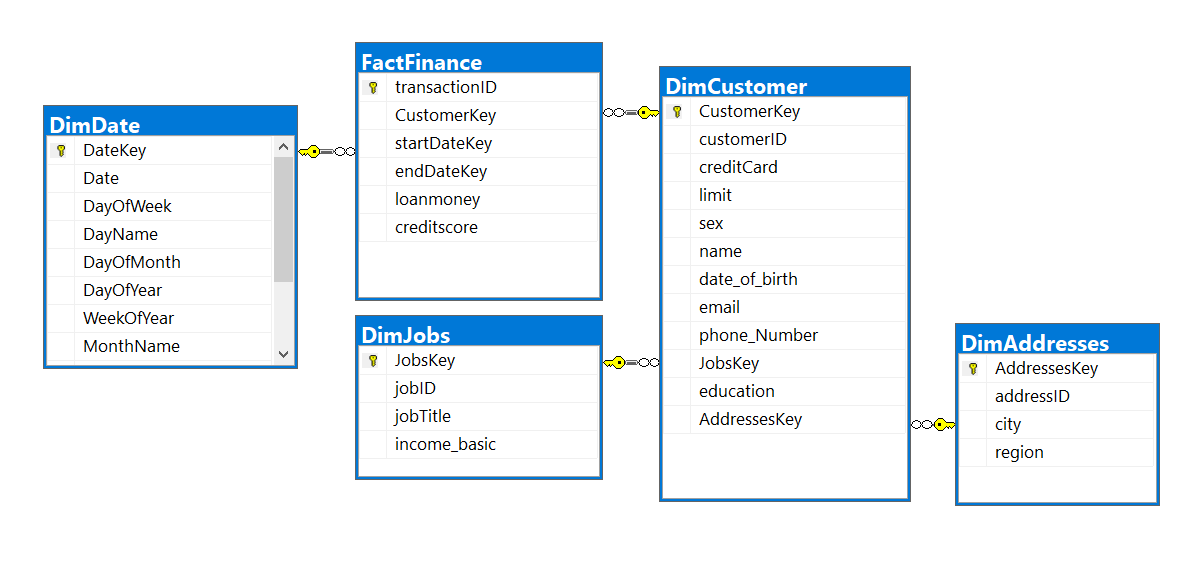 DimDate
DateKey
Date
DayOfWeek
DayName
DayOfMonth
DayOfYear
WeekOfYear
MonthName
FactFinance
transactionID
CustomerKey
startDateKey
endDateKey
loanmoney
creditscore
DimJobs
JobsKey
jobID
jobTitle
income_basic
DimCustomer
CustomerKey
customerID
creditCard
limit
sex
name
date_of_birth
email
phone_Number
JobsKey
education
AddressesKey
DimAddresses
AddressesKey
addressID
city
region